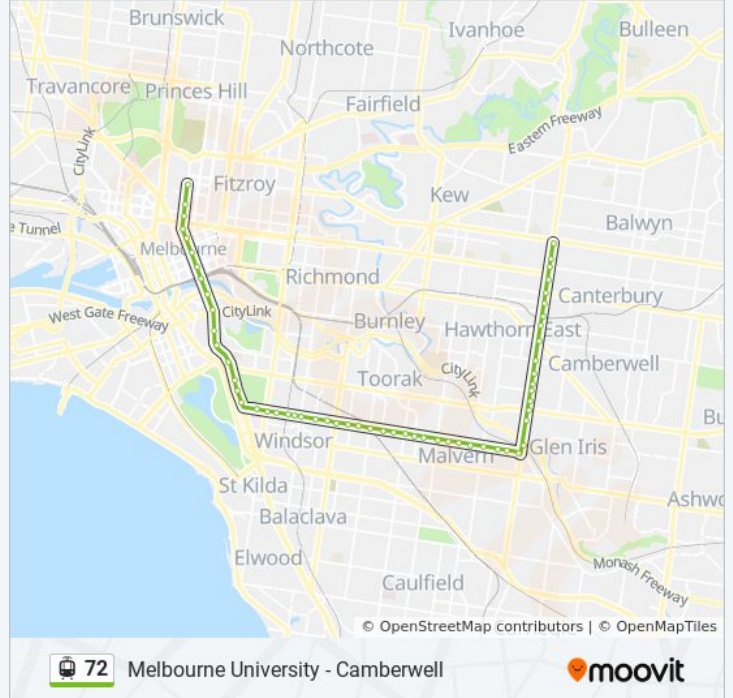 Brunswick
Ivanhoe
Bulleen
Northcote
Travancore
Princes Hill
Fairfield
CityLink
Eastern Freeway
Fitzroy
Kew
Balwyn
e Tunnel
Melbourne
Richmond
Canterbury
West Gate Freeway
CityLink
Burnley
Hawthorn East
Camberwell
Toorak
CityLink
Bu
Windsor
Malvern
Glen Iris
St Kilda
Ashwo
Balaclava
Elwood
Monash Freeway
Caulfield
© OpenStreetMap contributors | © OpenMapTiles
72 Melbourne University - Camberwell
moovit